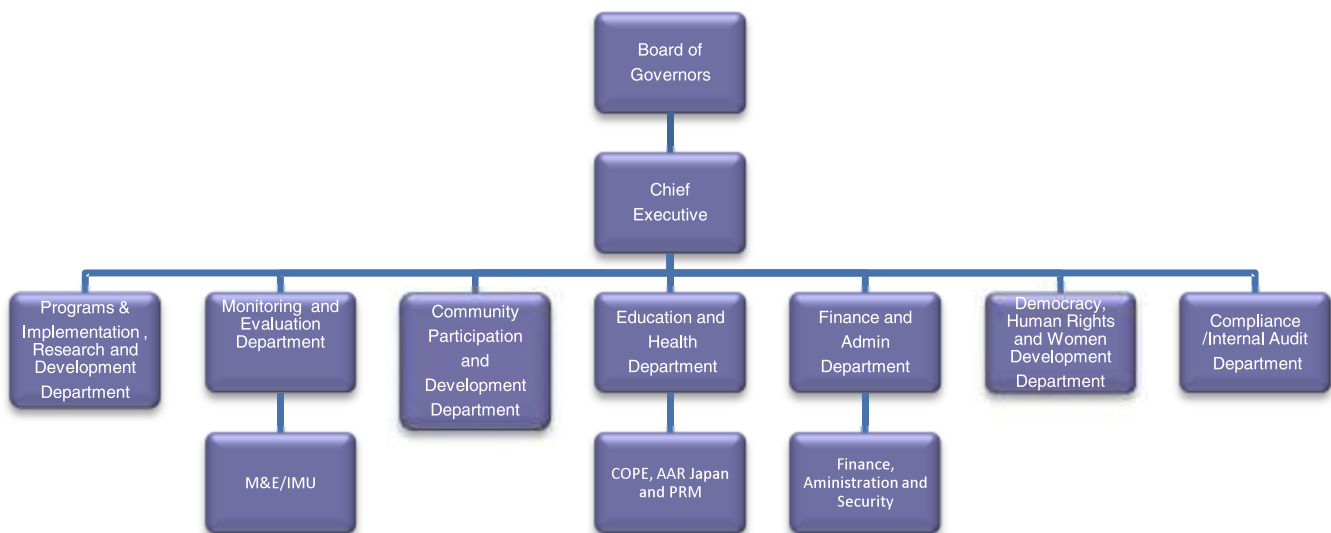 Board of
Governors
Chief
Executive
Programs &
Implementation ,
Research and
Development
Department
Monitoring and
Evaluation
Department
Community
Participation
and
Development
Department
Education and
Health
Department
Finance and
Admin
Department
Democracy,
Human Rights
and Women
Development
Department
Compliance
/Internal Audit
Department
M&E/IMU
COPE, AAR Japan
and PRM
Finance,
Aministration and
Security